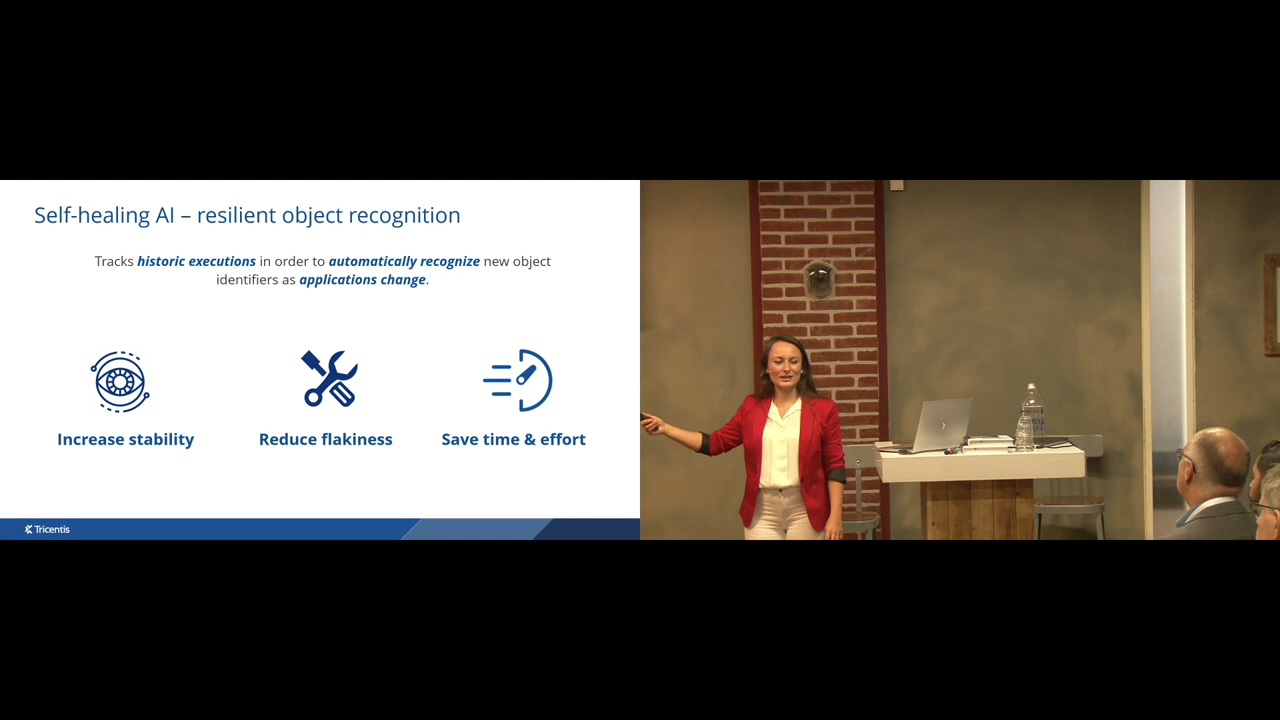 Self-healing AI – resilient object recognition
Tracks historic executions in order to automatically recognize new object
identifiers as applications change.
Increase stability
Reduce flakiness
Save time & effort
Tricentis